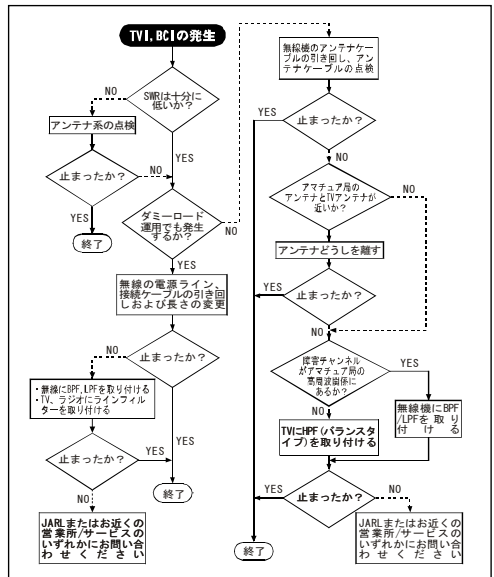 TVI,BCIの発生
SWRは十分に
低いか？
NO
アンテナ系の点検
YES
止まったか？
NO
YES
終了
ダミーロード
運用でも発生
するか？
NO
YES
無線の電源ライン、
接続ケーブルの引き回
しおよび長さの変更
止まったか？
NO
・無線にBPF,LPFを取り付ける
・TV、ラジオにラインフィル
ターを取り付ける
YES
止まったか？
YES
終了
NO
JARLまたはお近くの
営業所/サービスの
いずれかにお問い合
わせください
無線機のアンテナケー
ブルの引き回し、アン
テナケーブルの点検
YES
止まったか？
NO
アマチュア局の
アンテナとTVアンテナが
近いか？
NO
YES
アンテナどうしを離す
YES
止まったか？
NO
障害チャンネル
がアマチュア局の
高周波関係に
あるか？
YES
NO
無線機にBPF
/LPFを取り
付ける
TVにHPF(バランスタ
イプ)を取り付ける
YES
止まったか？
NO
終了
JARLまたはお近くの
営業所/サービスの
いずれかにお問い合
わせください